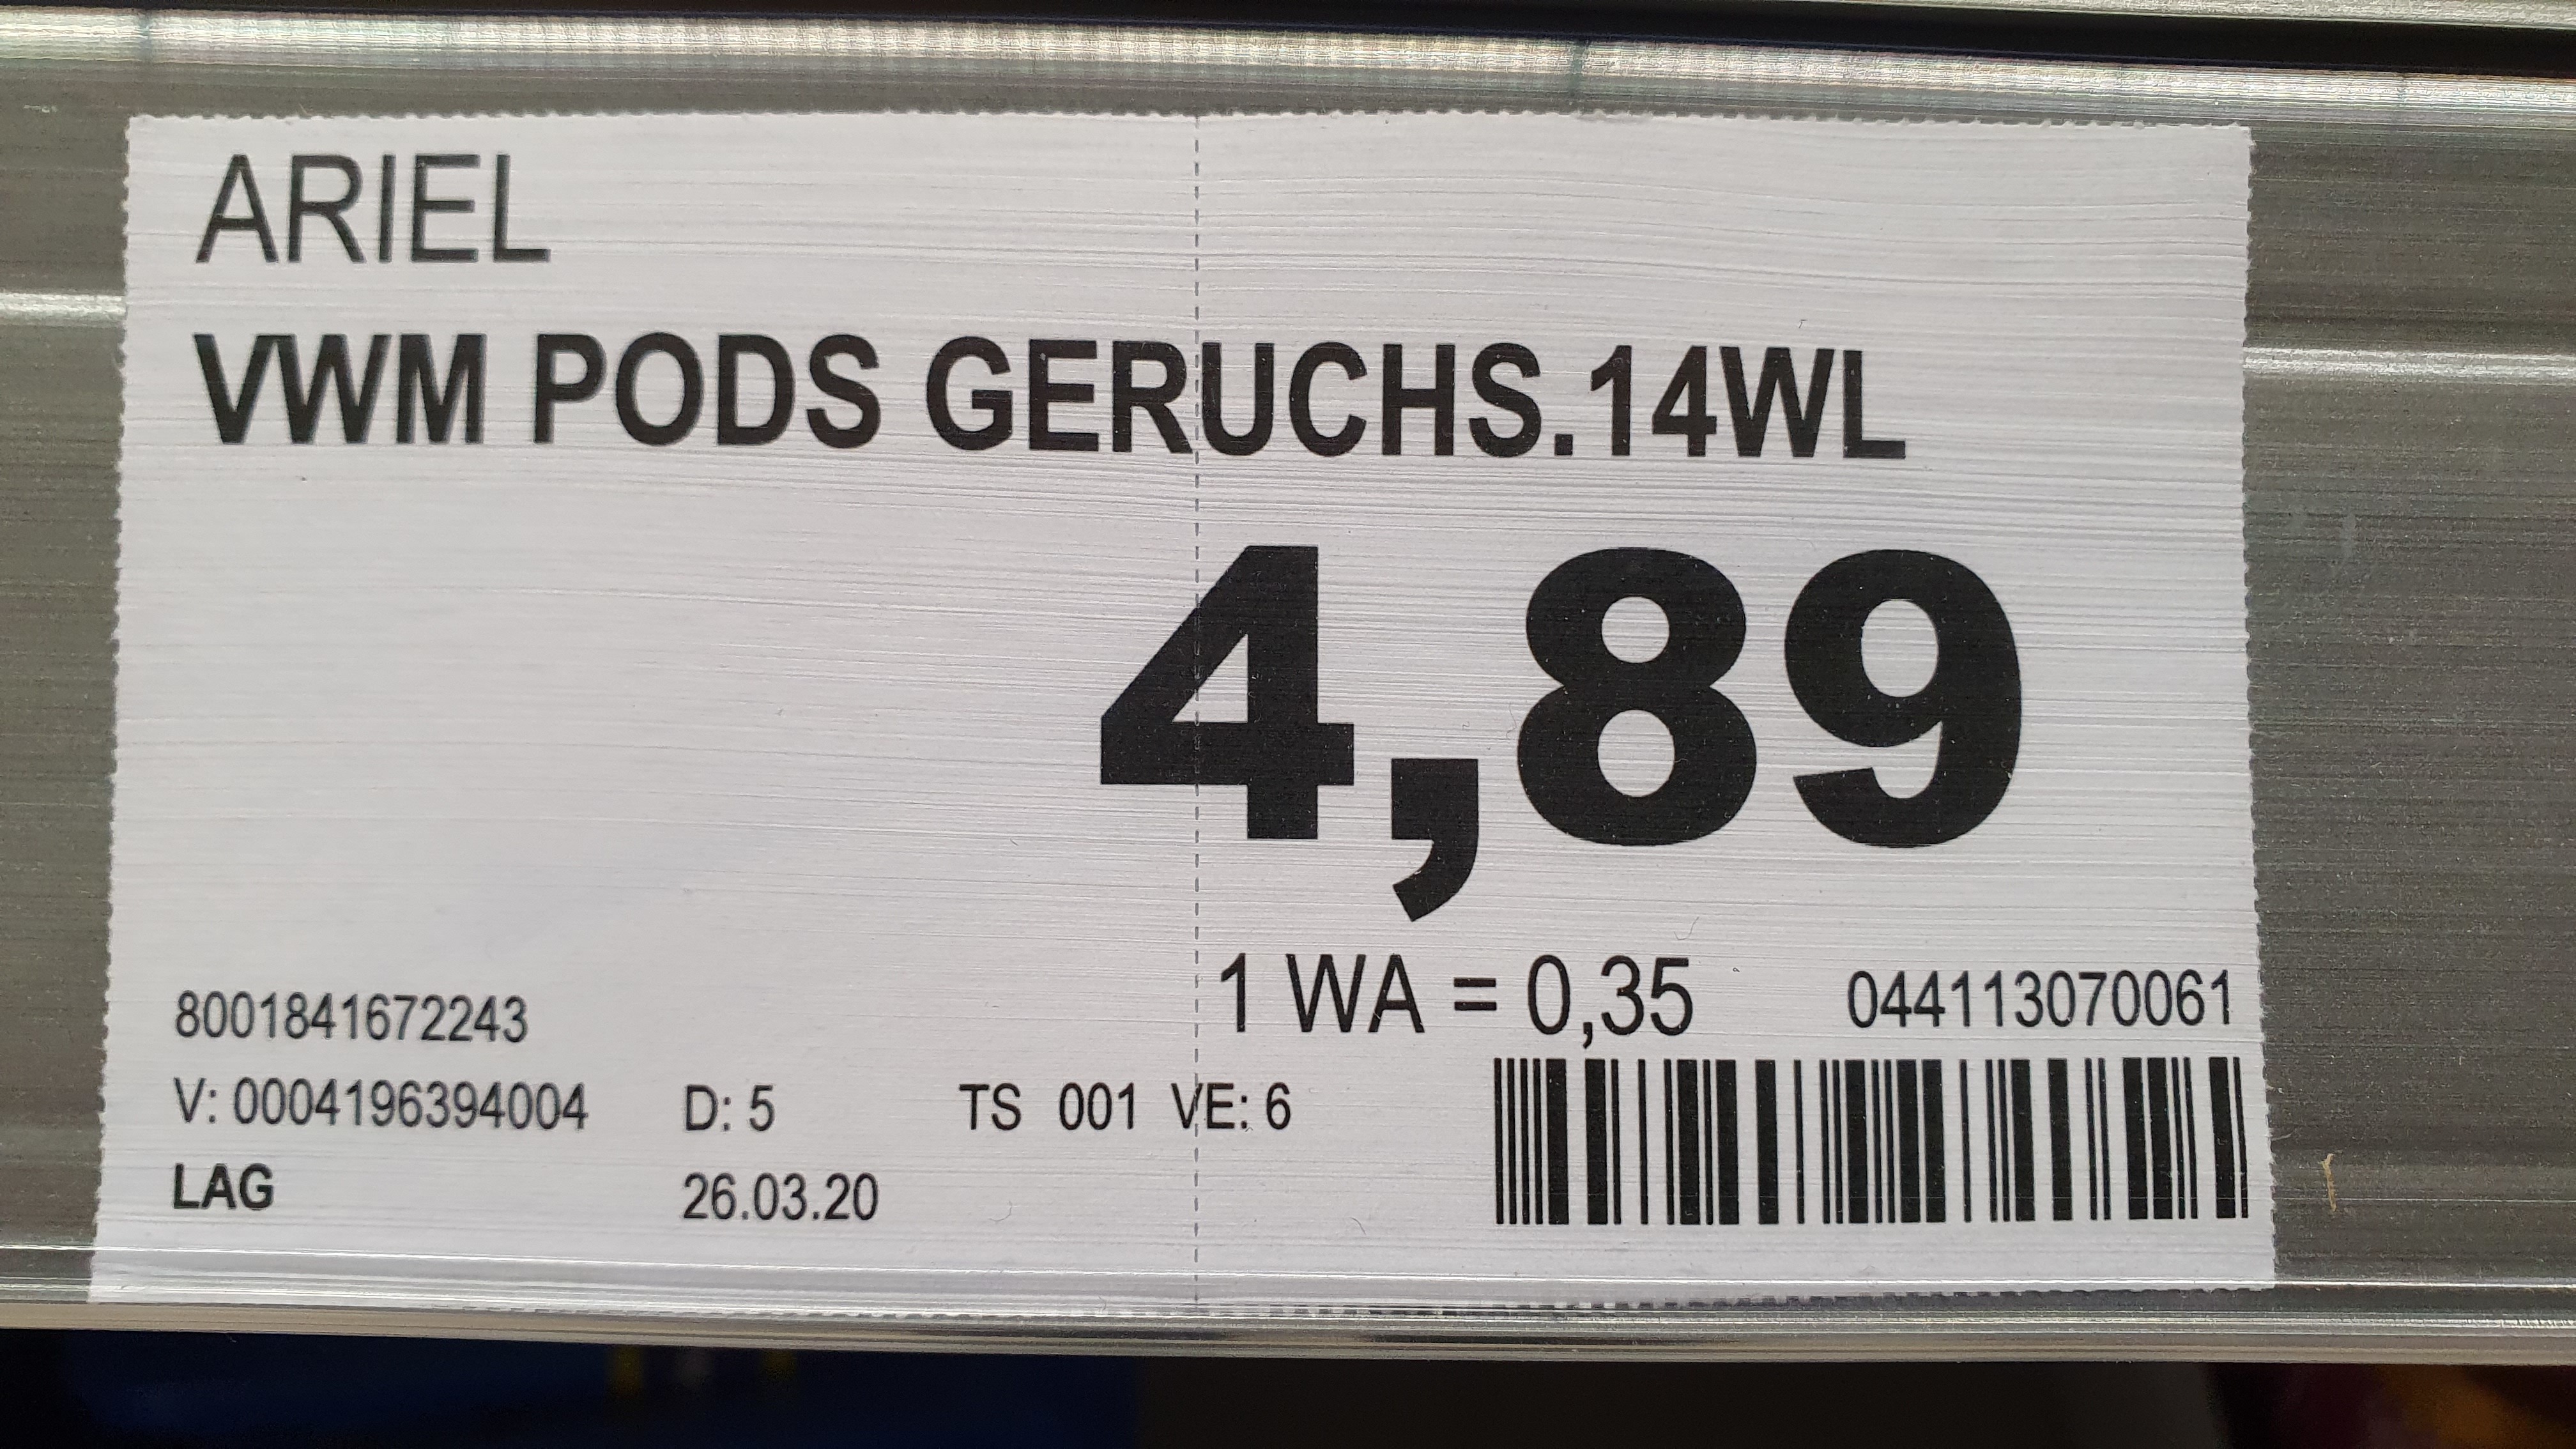 ARIEL
VWM PODS GERUCHS.14WL
4,89
1 WA = 0,35
044113070061
8001841672243
V: 0004196394004 D: 5 TS 001 VE: 6
LAG 26.03.20